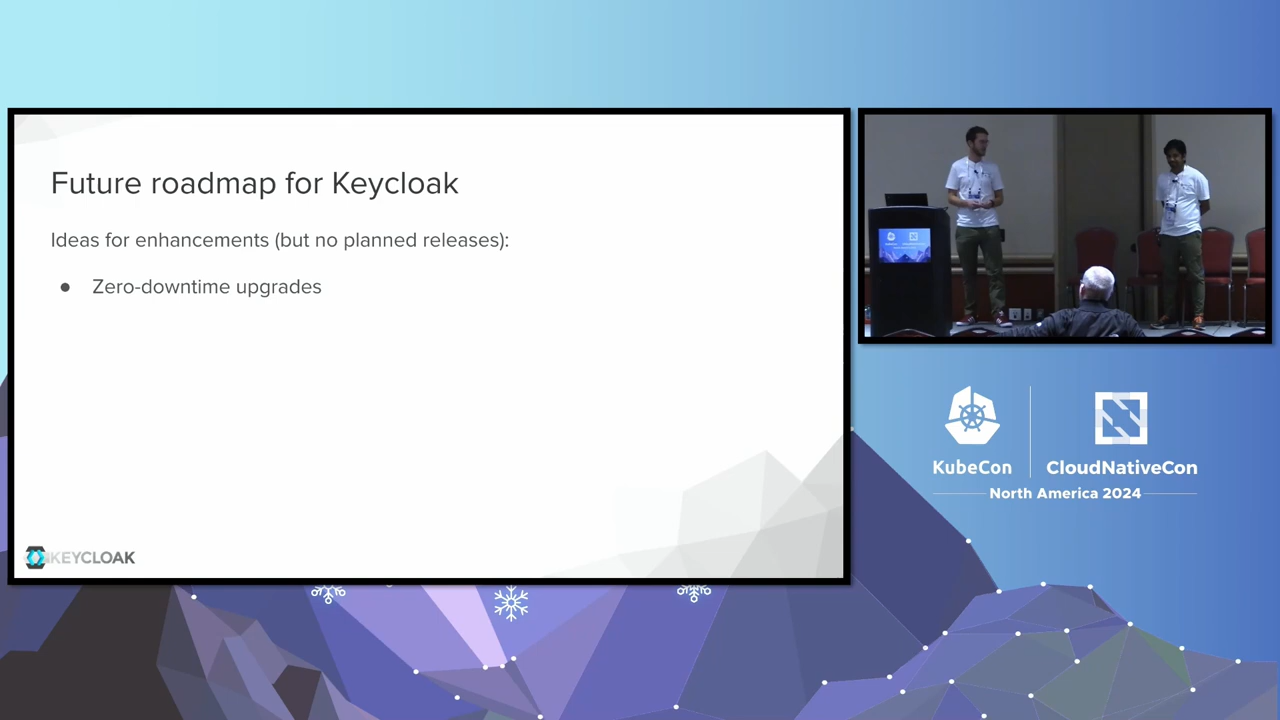 Future roadmap for Keycloak
Ideas for enhancements (but no planned releases):
● Zero-downtime upgrades
KEYCLOAK
KubeCon
CloudNativeCon
North America 2024